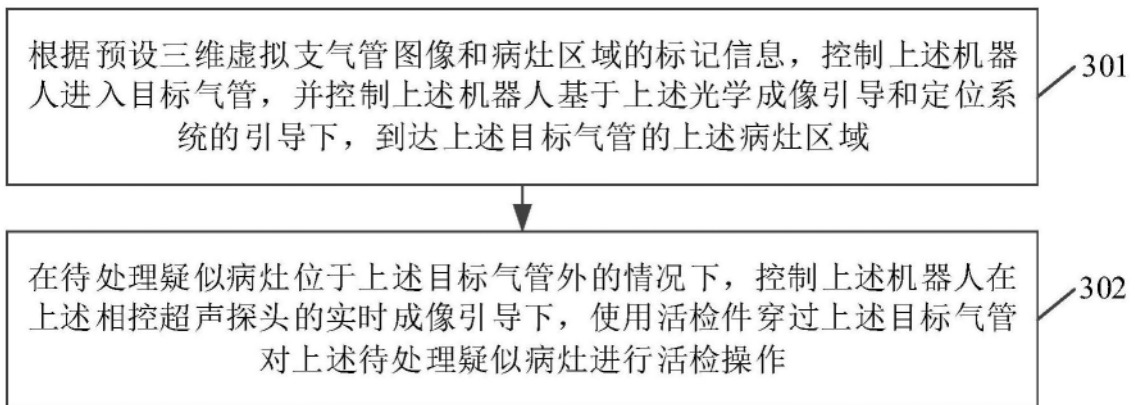 根据预设三维虚拟支气管图像和病灶区域的标记信息，控制上述机器
人进入目标气管，并控制上述机器人基于上述光学成像引导和定位系
统的引导下，到达上述目标气管的上述病灶区域
301
在待处理疑似病灶位于上述目标气管外的情况下，控制上述机器人在
上述相控超声探头的实时成像引导下，使用活检件穿过上述目标气管
对上述待处理疑似病灶进行活检操作
302